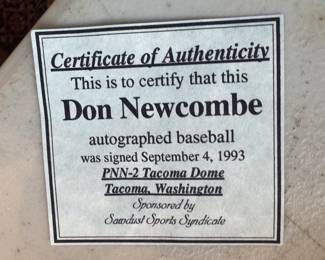 Certificate of Authenticity
This is to certify that this
Don Newcombe
autographed baseball
was signed September 4, 1993
PNN-2 Tacoma Dome
Tacoma, Washington
Sponsored by
Sawdust Sports Syndicate